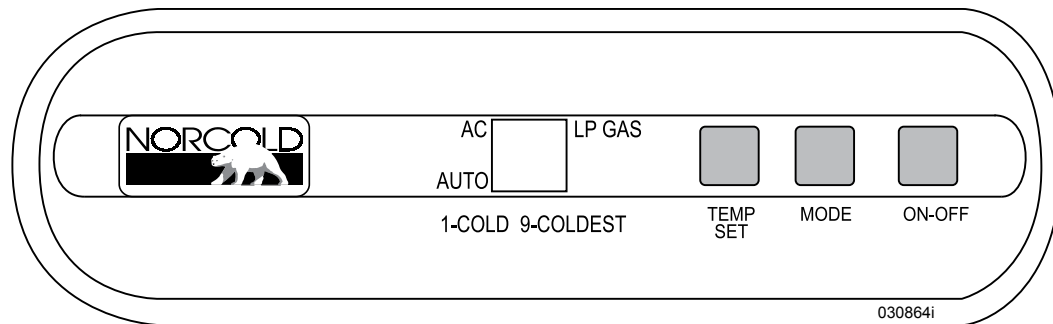 NORCOLD
AC
LP GAS
AUTO
1-COLD 9-COLDEST
TEMP
SET
MODE
ON-OFF
030864i